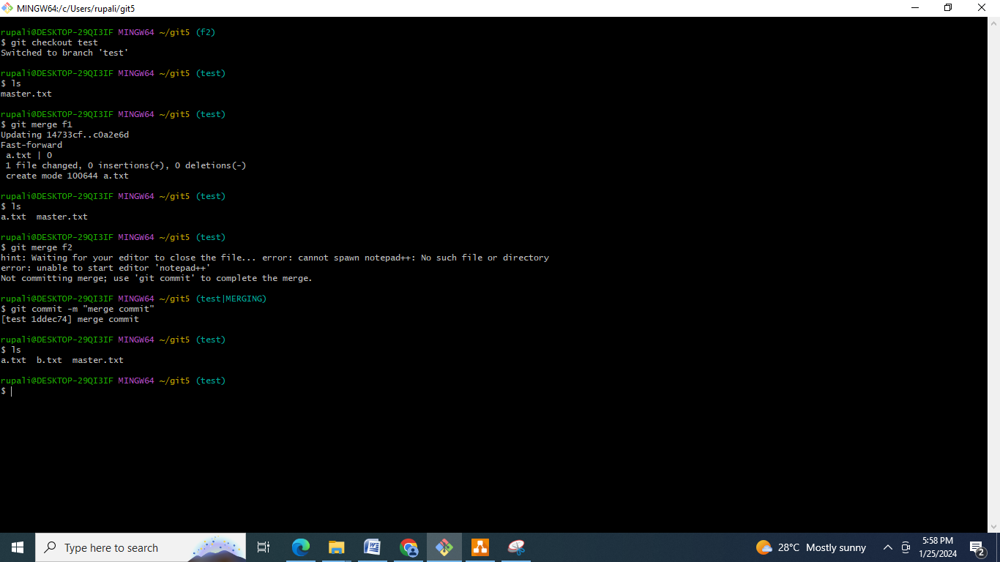 MINGW64:/c/Users/rupali/git5
rupali@DESKTOP-29QI3IF MINGW64 ~/git5 (f2)
$ git checkout test
Switched to branch 'test'
rupali@DESKTOP-29QI3IF MINGW64 ~/git5 (test)
$ ls
master.txt
rupali@DESKTOP-29QI3IF MINGW64 ~/git5 (test)
$ git merge f1
Updating 14733cf..c0a2e6d
Fast-forward
 a.txt | 0
 1 file changed, 0 insertions(+), 0 deletions(-)
 create mode 100644 a.txt
rupali@DESKTOP-29QI3IF MINGW64 ~/git5 (test)
$ ls
a.txt  master.txt
rupali@DESKTOP-29QI3IF MINGW64 ~/git5 (test)
$ git merge f2
hint: Waiting for your editor to close the file... error: cannot spawn notepad++: No such file or directory
error: unable to start editor 'notepad++'
Not committing merge; use 'git commit' to complete the merge.
rupali@DESKTOP-29QI3IF MINGW64 ~/git5 (test|MERGING)
$ git commit -m "merge commit"
[test 1ddec74] merge commit
rupali@DESKTOP-29QI3IF MINGW64 ~/git5 (test)
$ ls
a.txt  b.txt  master.txt
rupali@DESKTOP-29QI3IF MINGW64 ~/git5 (test)
$
Type here to search
W
28°C Mostly sunny
5:58 PM
1/25/2024
2